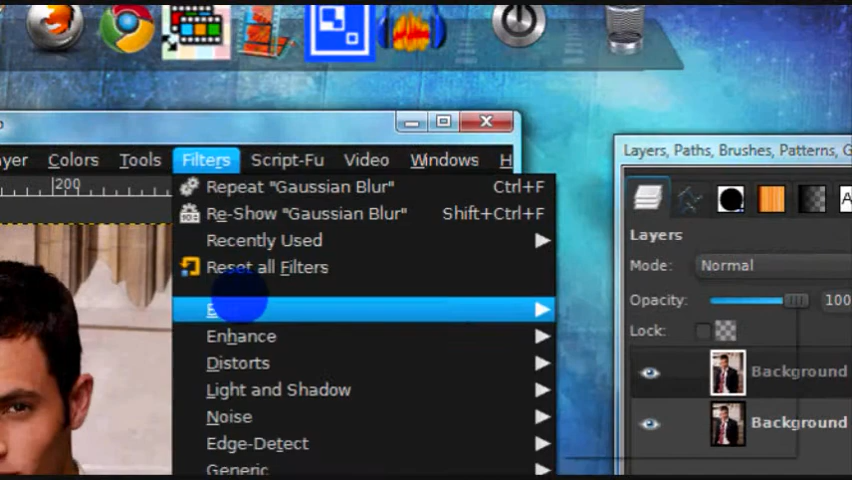 Layers, Paths, Brushes, Patterns, G
Colors Tools Filters Script-Fu Video Windows H
200
Repeat "Gaussian Blur" Ctrl+F
Re-Show "Gaussian Blur" Shift+Ctrl+F
Recently Used
Reset all Filters
Enhance
Distorts
Light and Shadow
Noise
Edge-Detect
Generic
Layers
Mode: Normal
Opacity: 100
Lock:
Background
Background